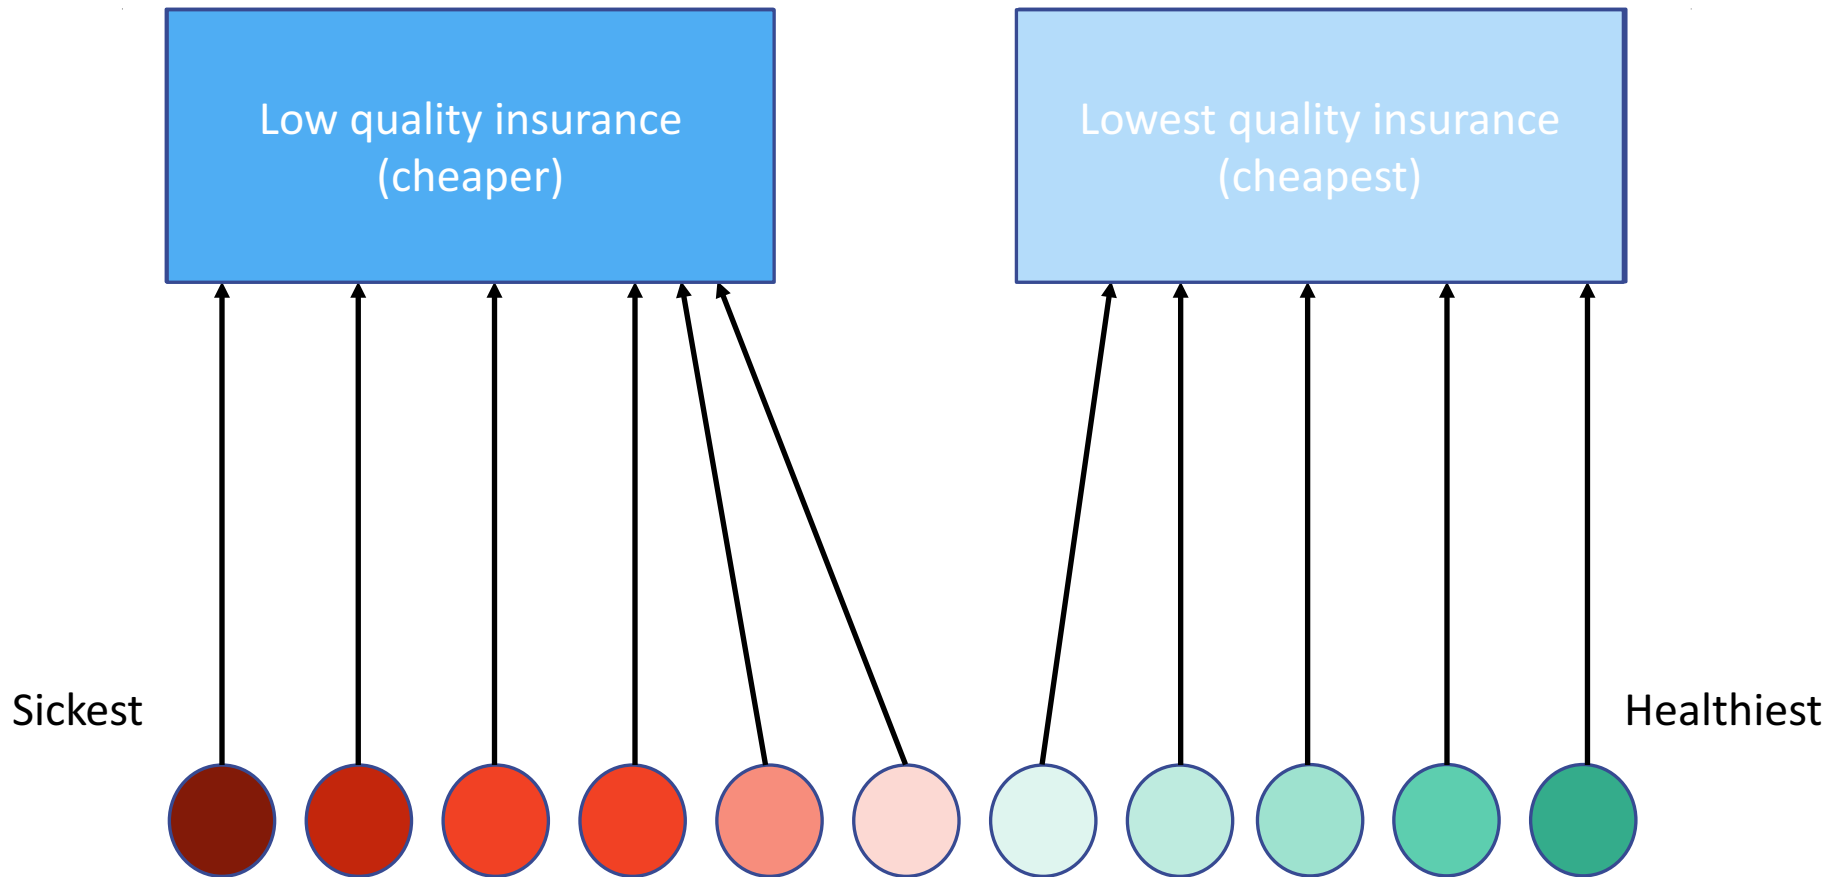 Low quality insurance
(cheaper)
Lowest quality insurance
(cheapest)
Sickest
Healthiest